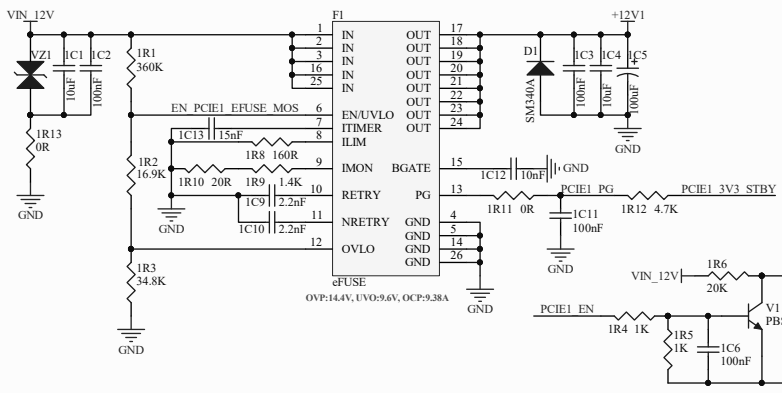 VIN_12V
F1
+12V1
1 IN OUT 17
2 IN OUT 18
3 IN OUT 19
16 IN OUT 20
25 IN OUT 21
OUT 22
OUT 23
OUT 24
VZ1
1C1
10uF
1C2
100nF
1R1
360K
D1
SM340A
1C3
100nF
1C4
10uF
1C5
100uF
EN_PCIE1_EFUSE_MOS
6 EN/UVLO
7 ITIMER
8 ILIM
1C13 15nF
1R8 160R
1R13
0R
GND
GND
1R2
16.9K
9 IMON BGATE 15
1R10 20R
1R9 1.4K
1C12 10nF
GND
10 RETRY PG 13
1C9 2.2nF
PCIE1_PG
PCIE1_3V3_STBY
1R11 0R
1R12 4.7K
1C11
100nF
11 NRETRY GND 4
1C10 2.2nF
GND 5
12 OVLO GND 14
GND 26
GND
GND
1R3
34.8K
GND
eFUSE
OVP:14.4V, UVO:9.6V, OCP:9.38A
GND
VIN_12V
1R6
20K
PCIE1_EN
1R4 1K
1R5
1K
1C6
100nF
V1